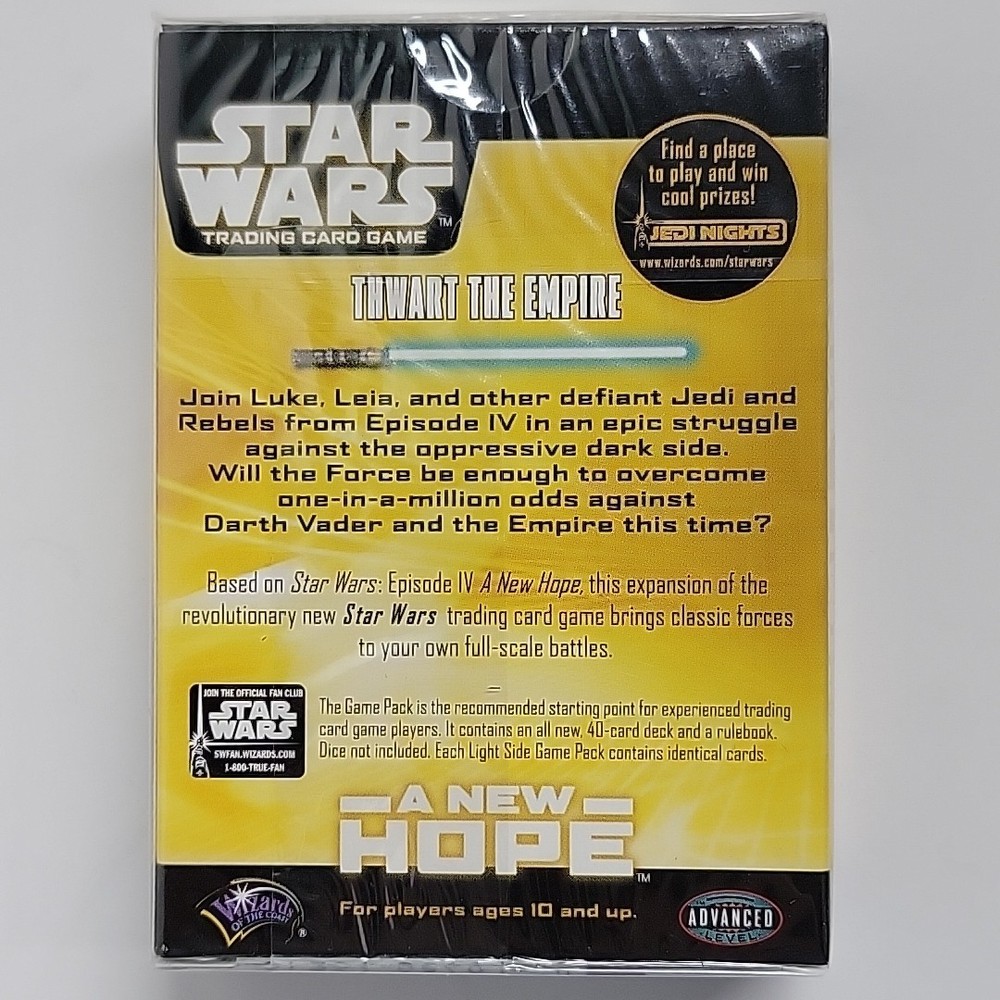 STAR
WARS
TM
TRADING CARD GAME
Find a place
to play and win
cool prizes!
JEDI NIGHTS
www.wizards.com/starwars
THWART THE EMPIRE
Join Luke, Leia, and other defiant Jedi and
Rebels from Episode IV in an epic struggle
against the oppressive dark side.
Will the Force be enough to overcome
one-in-a-million odds against
Darth Vader and the Empire this time?
Based on Star Wars: Episode IV A New Hope, this expansion of the
revolutionary new Star Wars trading card game brings classic forces
to your own full-scale battles.
JOIN THE OFFICIAL FAN CLUB
STAR
WARS
SWFAN.WIZARDS.COM
1-800-TRUE-FAN
The Game Pack is the recommended starting point for experienced trading
card game players. It contains an all new, 40-card deck and a rulebook.
Dice not included. Each Light Side Game Pack contains identical cards.
A NEW
HOPE
TM
Wizards
OF THE COAST
®
For players ages 10 and up.
ADVANCED
LEVEL